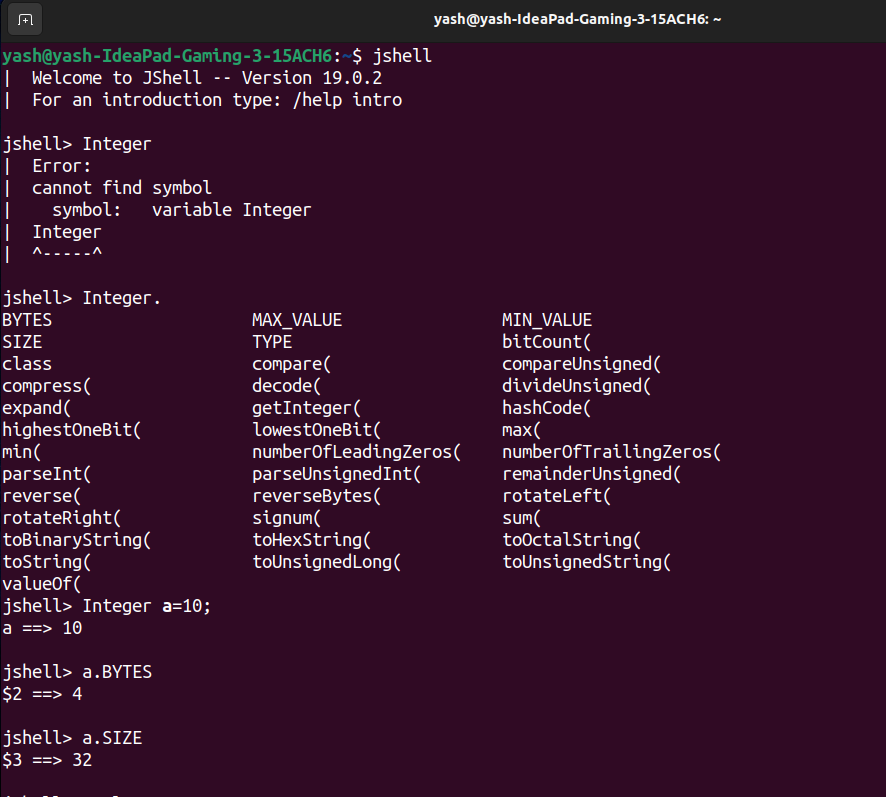 yash@yash-IdeaPad-Gaming-3-15ACH6: ~
yash@yash-IdeaPad-Gaming-3-15ACH6:~$ jshell
|  Welcome to JShell -- Version 19.0.2
|  For an introduction type: /help intro
jshell> Integer
|  Error:
|  cannot find symbol
|    symbol:   variable Integer
|  Integer
|  ^-----^
jshell> Integer.
BYTES                    MAX_VALUE                MIN_VALUE
SIZE                     TYPE                     bitCount(
class                    compare(                 compareUnsigned(
compress(                decode(                  divideUnsigned(
expand(                  getInteger(              hashCode(
highestOneBit(           lowestOneBit(            max(
min(                     numberOfLeadingZeros(    numberOfTrailingZeros(
parseInt(                parseUnsignedInt(        remainderUnsigned(
reverse(                 reverseBytes(            rotateLeft(
rotateRight(             signum(                  sum(
toBinaryString(          toHexString(             toOctalString(
toString(                toUnsignedLong(          toUnsignedString(
valueOf(
jshell> Integer a=10;
a ==> 10
jshell> a.BYTES
$2 ==> 4
jshell> a.SIZE
$3 ==> 32